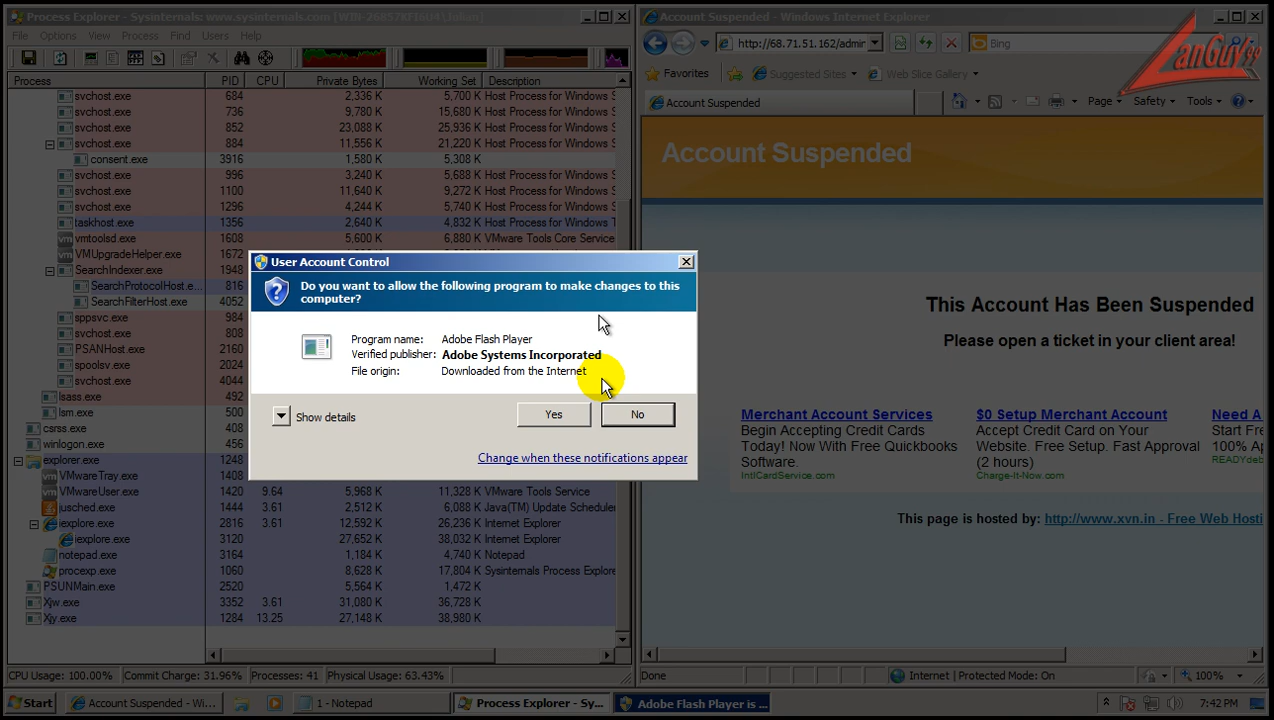 Process Explorer - Sysinternals: www.sysinternals.com
File Options View Process Find Users Help
Process PID CPU Private Bytes Working Set Description
svchost.exe 684 2,336 K 5,700 K Host Process for Windows S
svchost.exe 736 9,780 K 15,680 K Host Process for Windows S
svchost.exe 852 23,088 K 25,936 K Host Process for Windows S
svchost.exe 884 11,556 K 21,220 K Host Process for Windows S
consent.exe 3916 1,580 K 5,308 K
svchost.exe 996 3,240 K 5,688 K Host Process for Windows S
svchost.exe 1100 11,640 K 9,272 K Host Process for Windows S
svchost.exe 1296 4,244 K 5,740 K Host Process for Windows S
taskhost.exe 1356 2,640 K 4,832 K Host Process for Windows T
vmtoolsd.exe 1608 5,600 K 6,880 K VMware Tools Core Service
VMUpgradeHelper.exe 1672
SearchIndexer.exe 1948
SearchProtocolHost.e... 816
SearchFilterHost.exe 4052
sppsvc.exe 984
svchost.exe 808
PSANHost.exe 2160
spoolsv.exe 2024
svchost.exe 4044
lsass.exe 492
lsm.exe 500
csrss.exe 428
winlogon.exe 456
explorer.exe 1248
VMwareTray.exe 1408
VMwareUser.exe 1420 9.64 5,968 K 11,328 K VMware Tools Service
jusched.exe 1444 3.61 2,512 K 6,088 K Java(TM) Update Scheduler
iexplore.exe 2816 3.61 12,592 K 26,236 K Internet Explorer
iexplore.exe 3120 27,652 K 38,032 K Internet Explorer
notepad.exe 3164 1,184 K 4,740 K Notepad
procexp.exe 1060 8,628 K 17,804 K Sysinternals Process Explore
PSUNMain.exe 2520 5,564 K 1,472 K
Xjw.exe 3352 3.61 31,080 K 36,728 K
Xjy.exe 1284 13.25 27,148 K 38,980 K
CPU Usage: 100.00% Commit Charge: 31.96% Processes: 41 Physical Usage: 63.43%
User Account Control
Do you want to allow the following program to make changes to this
computer?
Program name: Adobe Flash Player
Verified publisher: Adobe Systems Incorporated
File origin: Downloaded from the Internet
Show details
Yes No
Change when these notifications appear
Account Suspended - Windows Internet Explorer
http://68.71.51.162/admin
Bing
LanGuy99
Favorites Suggested Sites Web Slice Gallery
Account Suspended
Page Safety Tools
Account Suspended
This Account Has Been Suspended
Please open a ticket in your client area!
Merchant Account Services $0 Setup Merchant Account Need A
Begin Accepting Credit Cards Accept Credit Card on Your Start Fr
Today! Now With Free Quickbooks Website. Free Setup. Fast Approval 100% Ap
Software. (2 hours)
IntlCardService.com Charge-It-Now.com READYdeb
This page is hosted by: http://www.xvn.in - Free Web Hosti
Done Internet | Protected Mode: On 100%
Start Account Suspended - Wi... 1 - Notepad Process Explorer - Sy... Adobe Flash Player is ... 7:42 PM